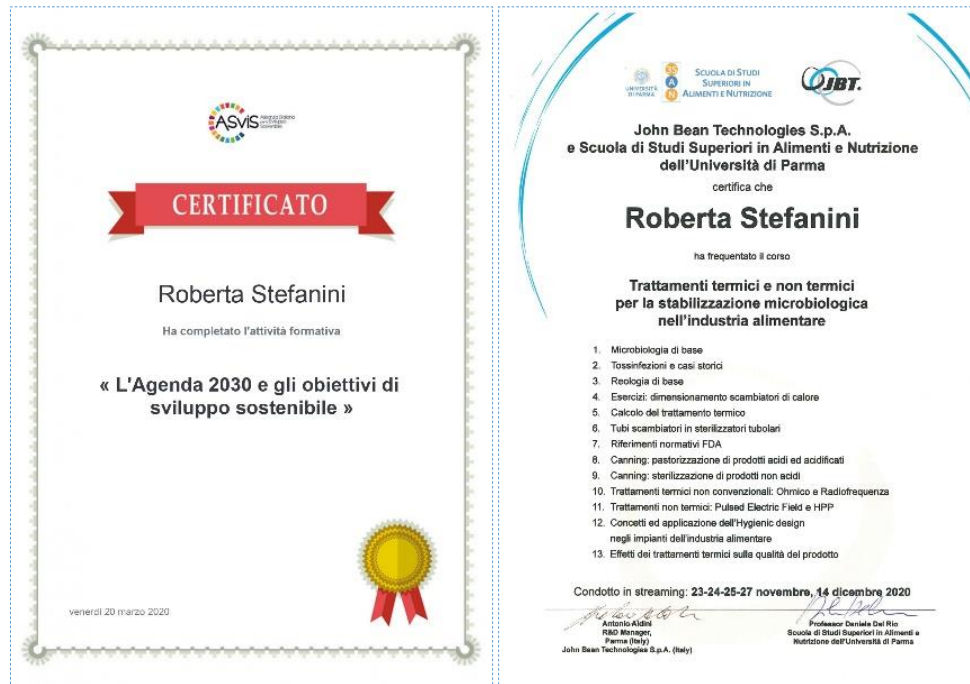 ASviS Alleanza Italiana
per lo Sviluppo
Sostenibile
CERTIFICATO
Roberta Stefanini
Ha completato l'attività formativa
« L'Agenda 2030 e gli obiettivi di
sviluppo sostenibile »
venerdì 20 marzo 2020
UNIVERSITÀ
DI PARMA
SCUOLA DI STUDI
SUPERIORI IN
ALIMENTI E NUTRIZIONE
JBT.
John Bean Technologies S.p.A.
e Scuola di Studi Superiori in Alimenti e Nutrizione
dell'Università di Parma
certifica che
Roberta Stefanini
ha frequentato il corso
Trattamenti termici e non termici
per la stabilizzazione microbiologica
nell'industria alimentare
1. Microbiologia di base
2. Tossinfezioni e casi storici
3. Reologia di base
4. Esercizi: dimensionamento scambiatori di calore
5. Calcolo del trattamento termico
6. Tubi scambiatori in sterilizzatori tubolari
7. Riferimenti normativi FDA
8. Canning: pastorizzazione di prodotti acidi ed acidificati
9. Canning: sterilizzazione di prodotti non acidi
10. Trattamenti termici non convenzionali: Ohmico e Radiofrequenza
11. Trattamenti non termici: Pulsed Electric Field e HPP
12. Concetti ed applicazione dell'Hygienic design
negli impianti dell'industria alimentare
13. Effetti dei trattamenti termici sulla qualità del prodotto
Condotto in streaming: 23-24-25-27 novembre, 14 dicembre 2020
Antonio Aldini
R&D Manager,
Parma (Italy)
John Bean Technologies S.p.A. (Italy)
Professor Daniele Del Rio
Scuola di Studi Superiori in Alimenti e
Nutrizione dell'Università di Parma